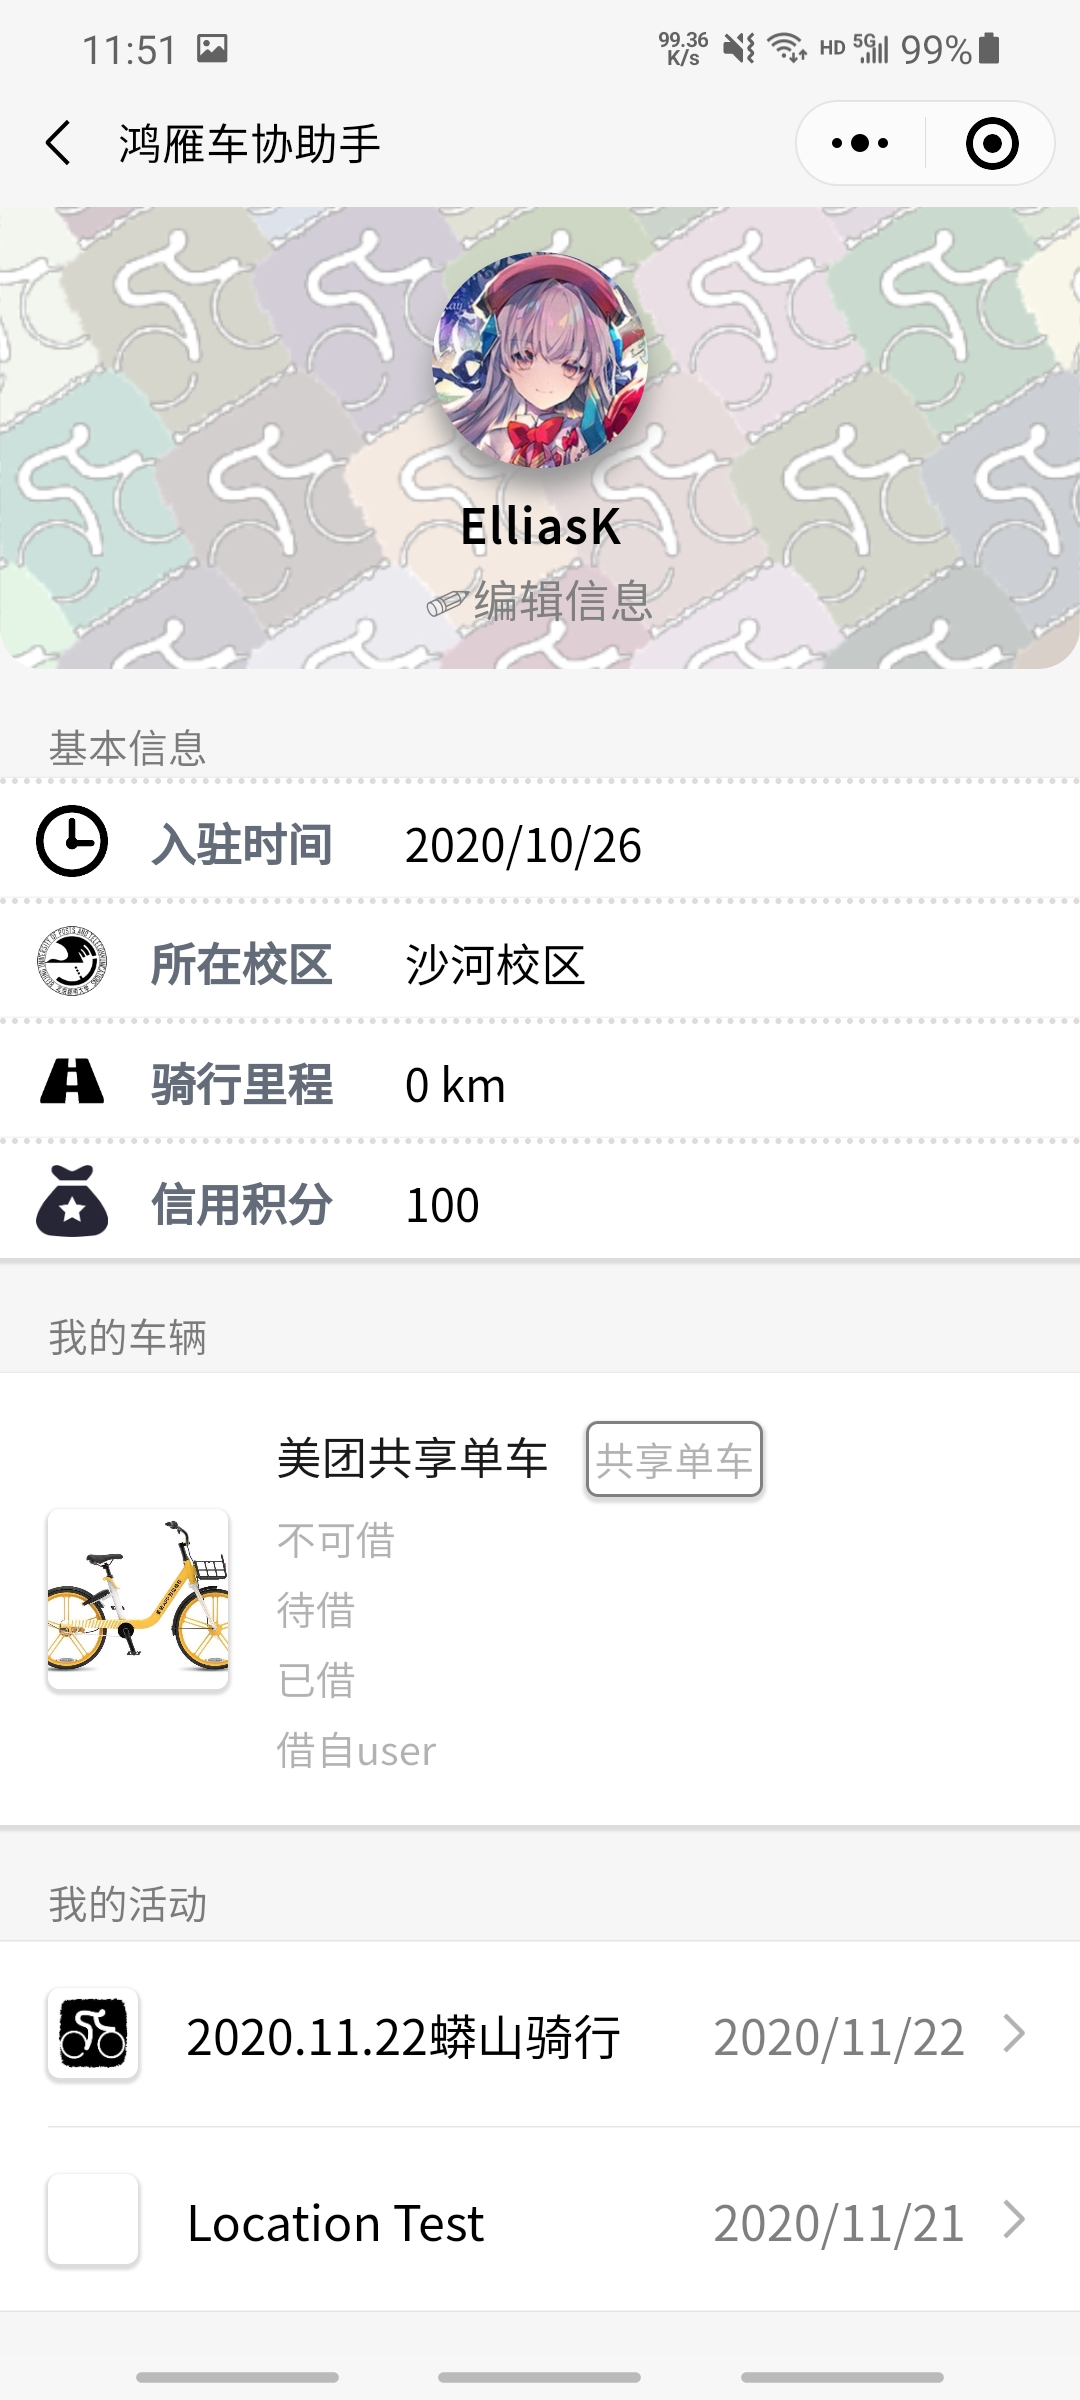 11:51
99.36 K/s HD 5G 99%
鸿雁车协助手
ElliasK
编辑信息
基本信息
入驻时间 2020/10/26
所在校区 沙河校区
骑行里程 0 km
信用积分 100
我的车辆
美团共享单车 共享单车
不可借
待借
已借
借自user
我的活动
2020.11.22蟒山骑行 2020/11/22
Location Test 2020/11/21